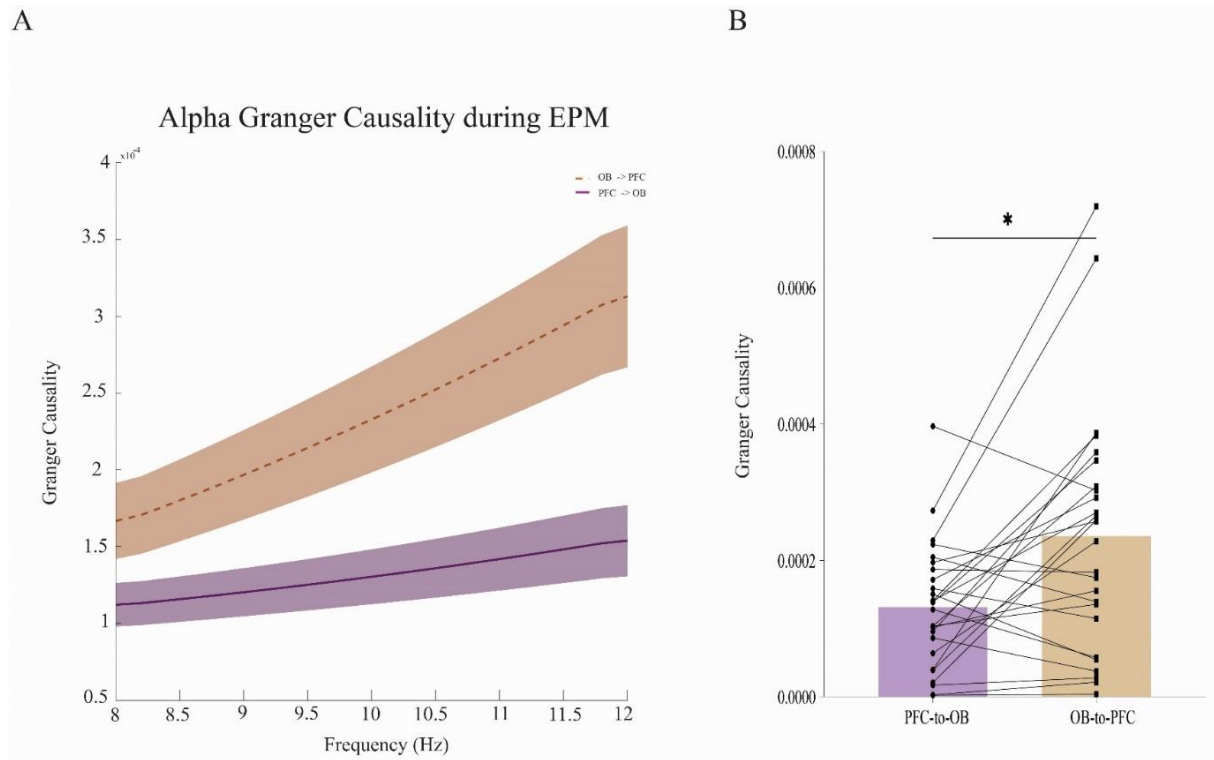 A
Alpha Granger Causality during EPM
×10⁻⁴
4
3.5
3
2.5
2
1.5
1
0.5
Granger Causality
OB -> PFC
PFC -> OB
8
8.5
9
9.5
10
10.5
11
11.5
12
Frequency (Hz)
B
0.0008
0.0006
0.0004
0.0002
0.0000
Granger Causality
*
PFC-to-OB
OB-to-PFC